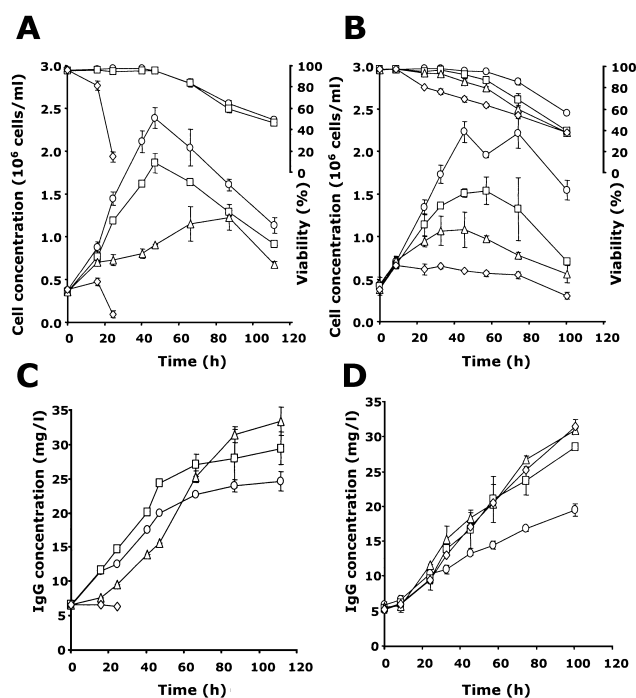 A
Cell concentration (10⁶ cells/ml)
3.0
2.5
2.0
1.5
1.0
0.5
0.0
100
80
60
40
20
0
Viability (%)
0 20 40 60 80 100 120
Time (h)
B
Cell concentration (10⁶ cells/ml)
3.0
2.5
2.0
1.5
1.0
0.5
0.0
100
80
60
40
20
0
Viability (%)
0 20 40 60 80 100 120
Time (h)
C
IgG concentration (mg/l)
35
30
25
20
15
10
5
0
0 20 40 60 80 100 120
Time (h)
D
IgG concentration (mg/l)
35
30
25
20
15
10
5
0
0 20 40 60 80 100 120
Time (h)